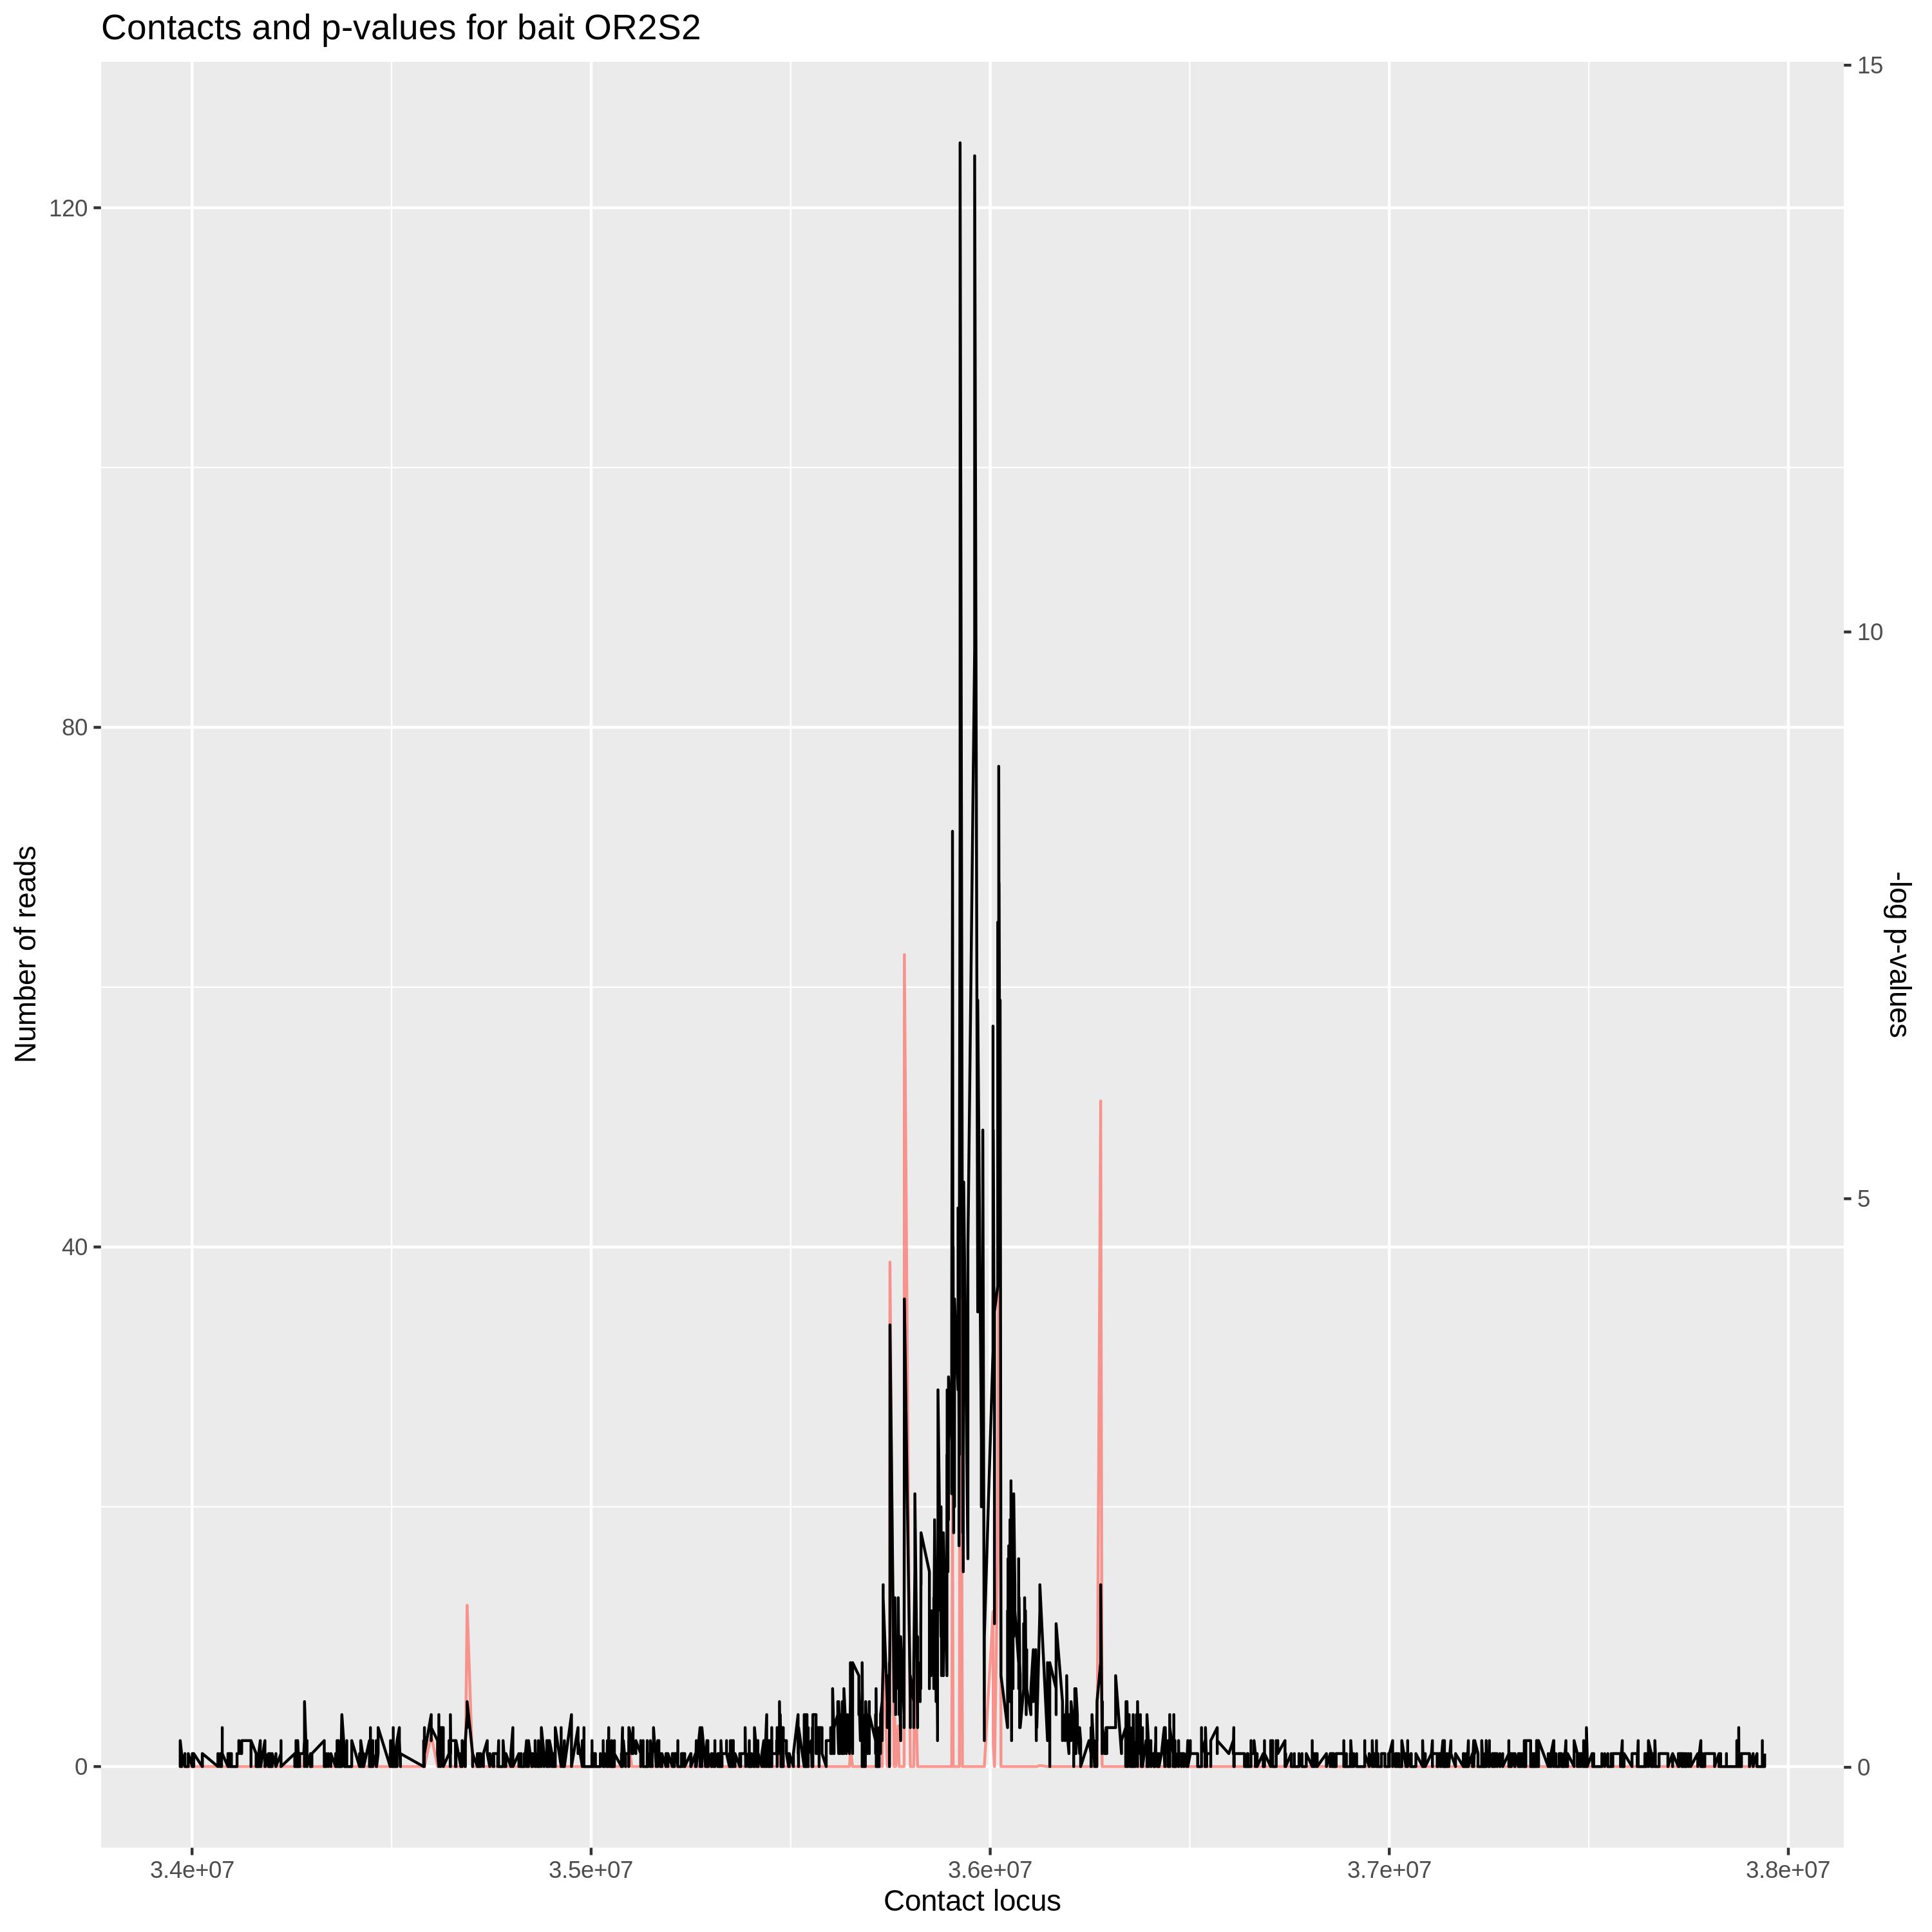 Contacts and p-values for bait OR2S2
15
120
10
80
Number of reads
-log p-values
5
40
0
0
3.4e+07
3.5e+07
3.6e+07
3.7e+07
3.8e+07
Contact locus